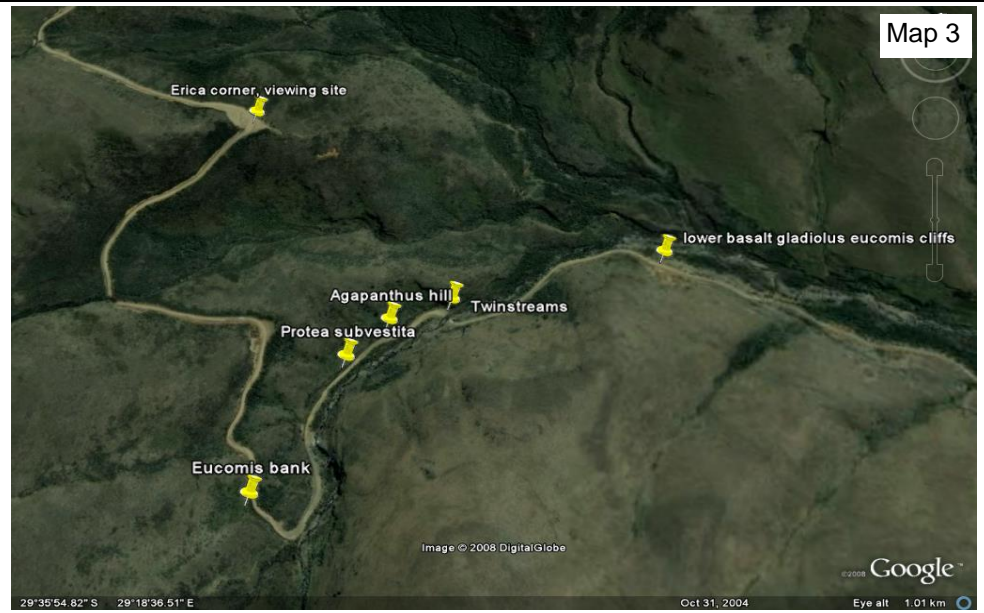 Map 3
Erica corner, viewing site
lower basalt gladiolus eucomis cliffs
Agapanthus hill
Twinstreams
Protea subvestita
Eucomis bank
Image © 2008 DigitalGlobe
©2008 Google™
29°35'54.82" S 29°18'36.51" E Oct 31, 2004 Eye alt 1.01 km